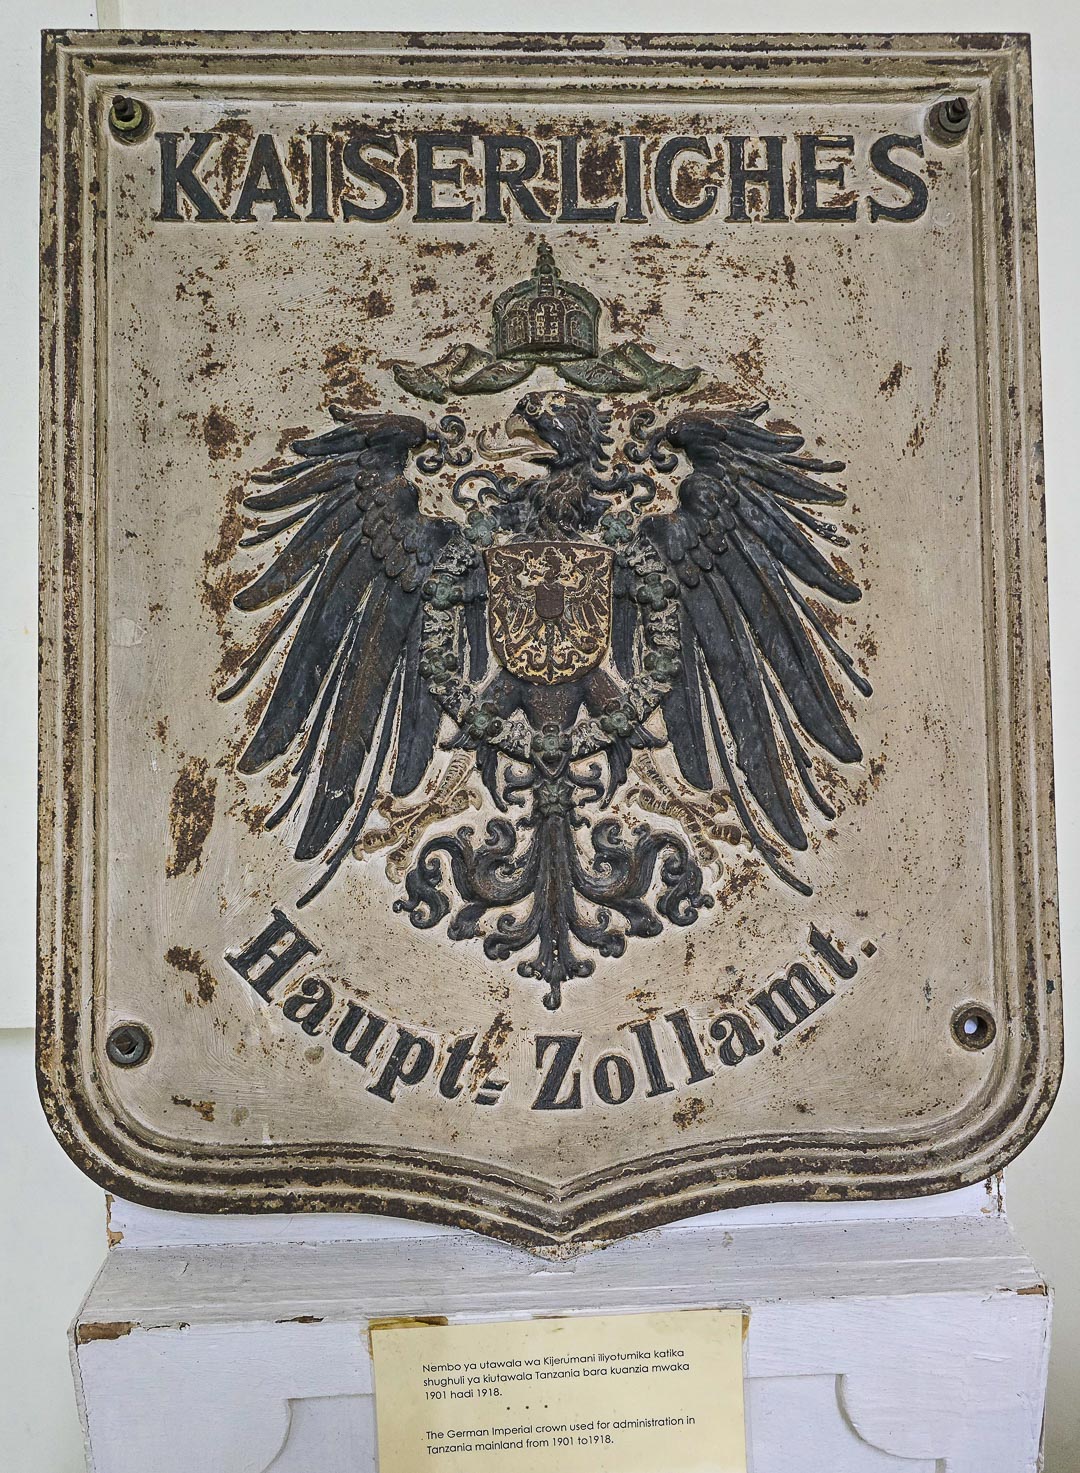 KAISERLICHES
Haupt= Zollamt.
Nembo ya utawala wa Kijerumani iliyotumika katika
shughuli ya kiutawala Tanzania bara kuanzia mwaka
1901 hadi 1918.
* * *
The German Imperial crown used for administration in
Tanzania mainland from 1901 to1918.